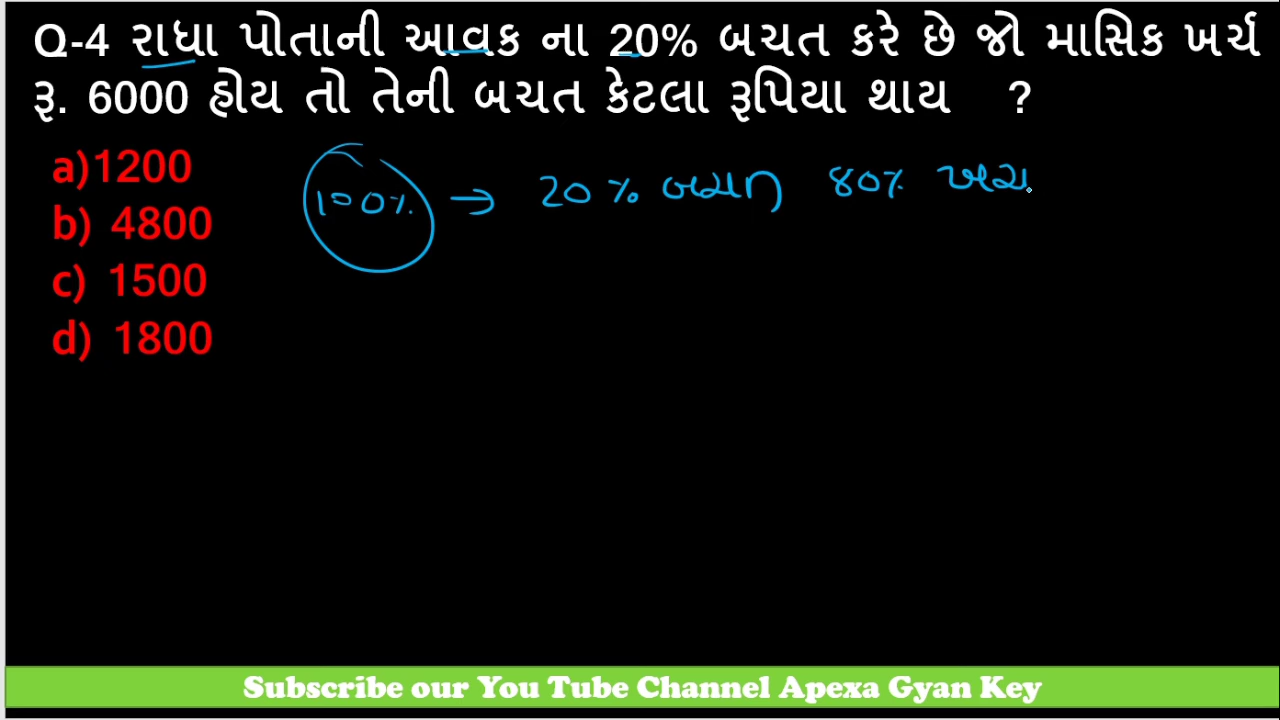 Q-4 રાધા પોતાની આવક ના 20% બચત કરે છે જો માસિક ખર્ચ
રૂ. 6000 હોય તો તેની બચત કેટલા રૂપિયા થાય ?
a)1200
b) 4800
c) 1500
d) 1800
100% → 20% બચત 80% ખચ
Subscribe our You Tube Channel Apexa Gyan Key